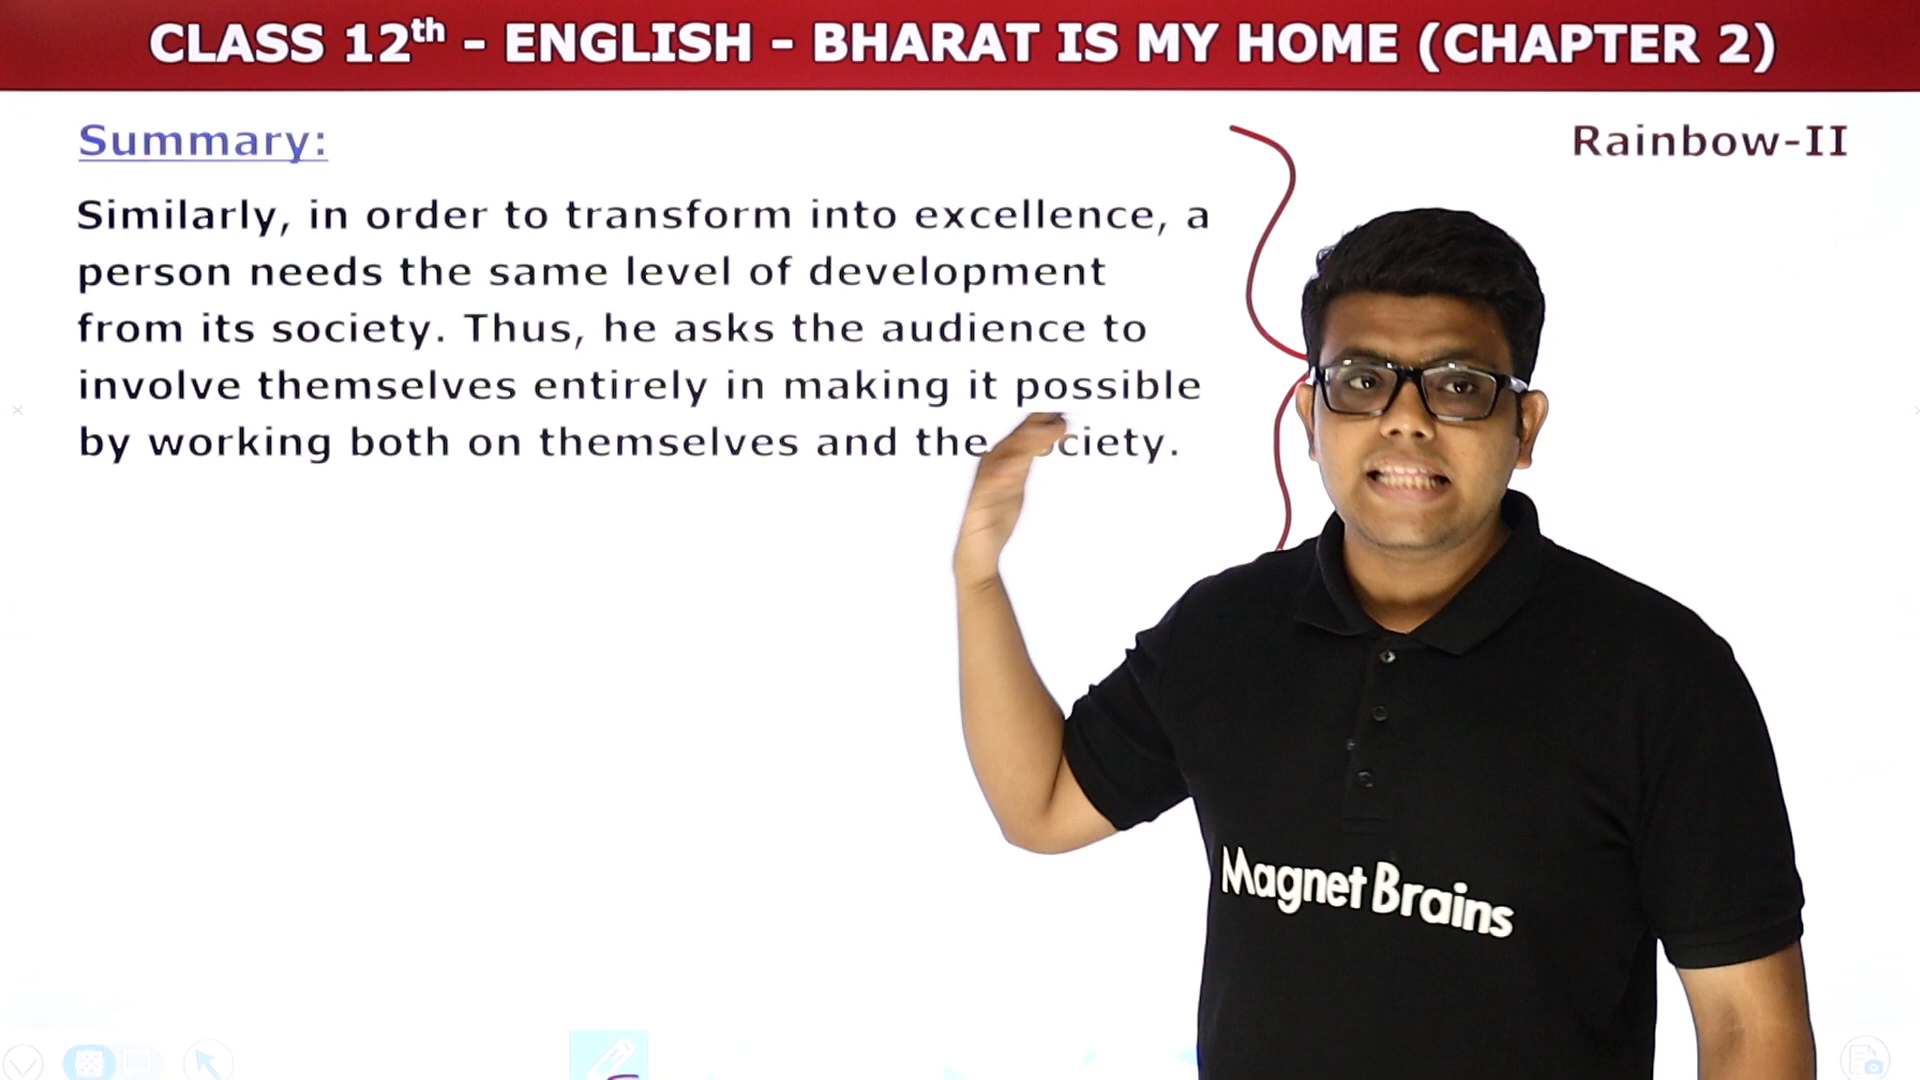 CLASS 12th - ENGLISH - BHARAT IS MY HOME (CHAPTER 2)
Summary:
Rainbow-II
Similarly, in order to transform into excellence, a
person needs the same level of development
from its society. Thus, he asks the audience to
involve themselves entirely in making it possible
by working both on themselves and the ciety.
Magnet Brains